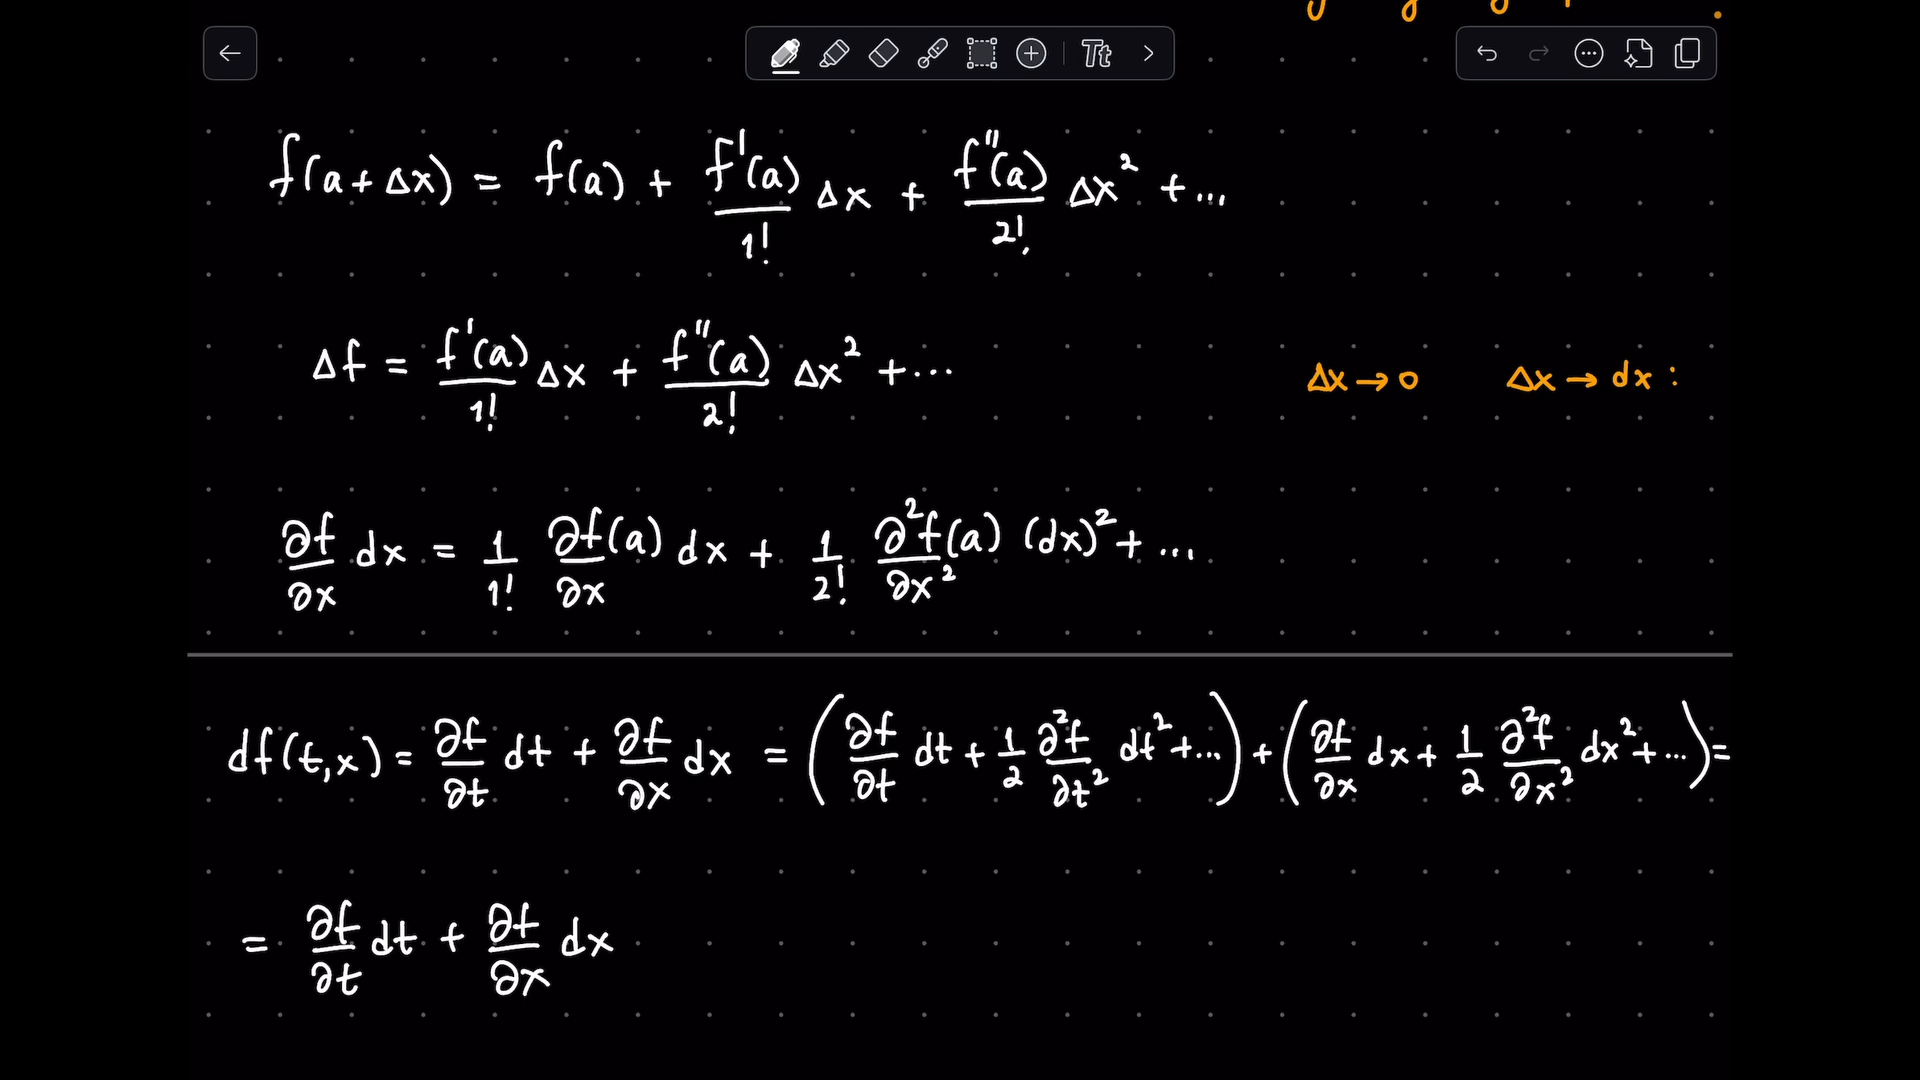 Tt
f(a+Δx) = f(a) + f'(a)/1! Δx + f''(a)/2! Δx² + ...
Δf = f'(a)/1! Δx + f''(a)/2! Δx² + ...
Δx → 0 Δx → dx :
∂f/∂x dx = 1/1! ∂f(a)/∂x dx + 1/2! ∂²f(a)/∂x² (dx)² + ...
df(t,x) = ∂f/∂t dt + ∂f/∂x dx = (∂f/∂t dt + 1/2 ∂²f/∂t² dt² + ...) + (∂f/∂x dx + 1/2 ∂²f/∂x² dx² + ...) =
= ∂f/∂t dt + ∂f/∂x dx